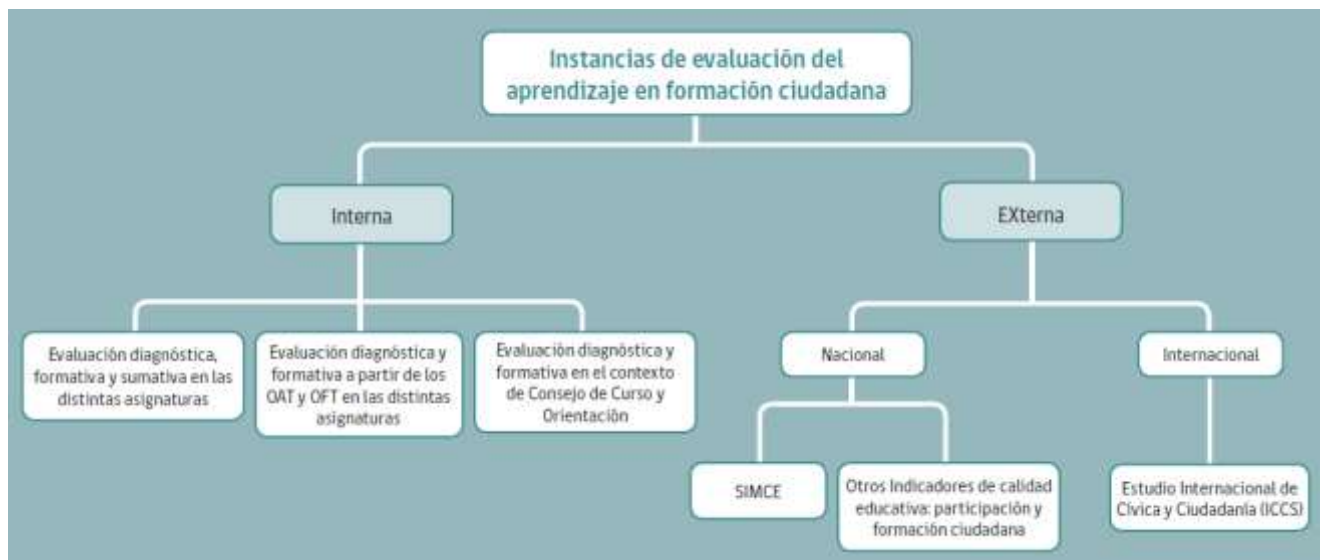 Instancias de evaluación del
aprendizaje en formación ciudadana
Interna
EXterna
Evaluación diagnóstica,
formativa y sumativa en las
distintas asignaturas
Evaluación diagnóstica y
formativa a partir de los
OAT y OFT en las distintas
asignaturas
Evaluación diagnóstica y
formativa en el contexto
de Consejo de Curso y
Orientación
Nacional
Internacional
SIMCE
Otros Indicadores de calidad
educativa: participación y
formación ciudadana
Estudio Internacional de
Cívica y Ciudadanía (ICCS)